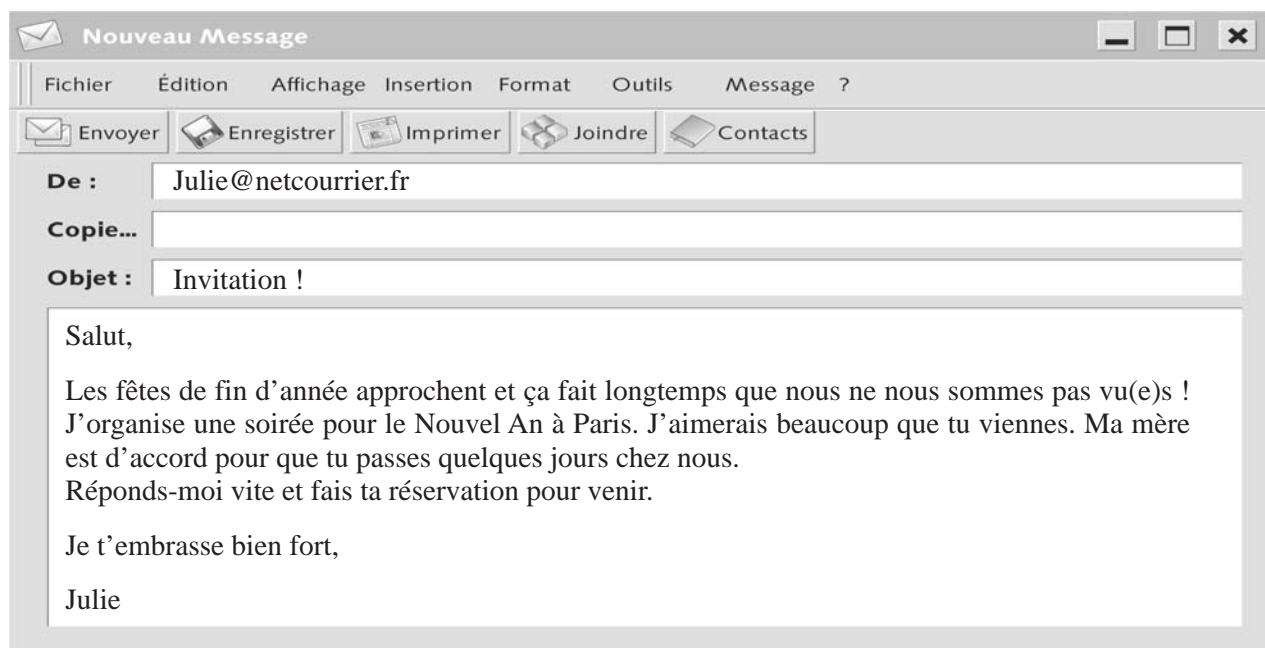 Nouveau Message
Fichier Édition Affichage Insertion Format Outils Message ?
Envoyer Enregistrer Imprimer Joindre Contacts
De : Julie@netcourrier.fr
Copie...
Objet : Invitation !
Salut,
Les fêtes de fin d’année approchent et ça fait longtemps que nous ne nous sommes pas vu(e)s !
J’organise une soirée pour le Nouvel An à Paris. J’aimerais beaucoup que tu viennes. Ma mère
est d’accord pour que tu passes quelques jours chez nous.
Réponds-moi vite et fais ta réservation pour venir.
Je t’embrasse bien fort,
Julie